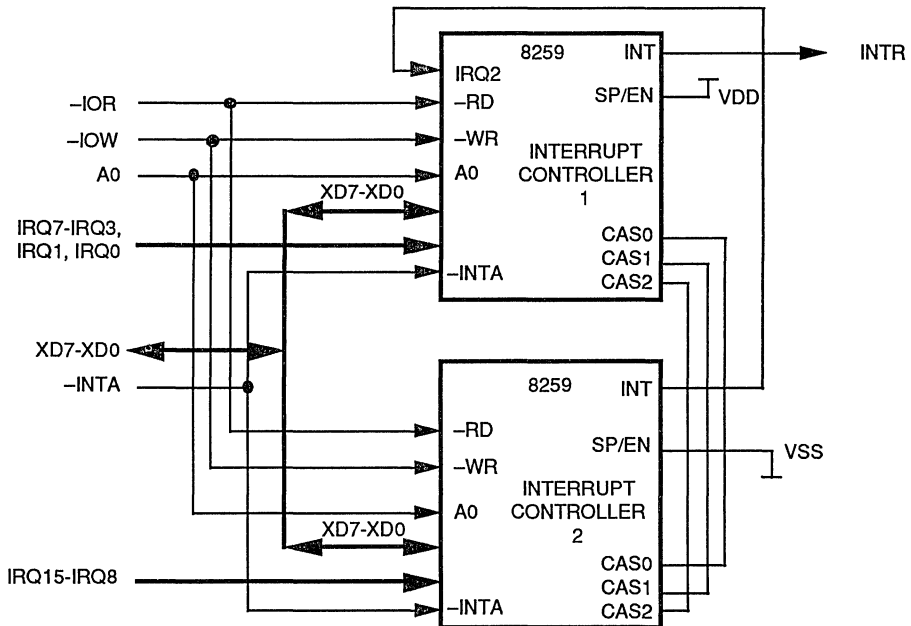 8259
INT
INTR
IRQ2
–IOR
–RD
SP/EN
VDD
–IOW
–WR
INTERRUPT
CONTROLLER
1
A0
A0
XD7-XD0
IRQ7-IRQ3,
IRQ1, IRQ0
CAS0
CAS1
CAS2
–INTA
XD7-XD0
–INTA
8259
INT
–RD
SP/EN
VSS
–WR
INTERRUPT
CONTROLLER
2
A0
XD7-XD0
CAS0
CAS1
CAS2
IRQ15-IRQ8
–INTA